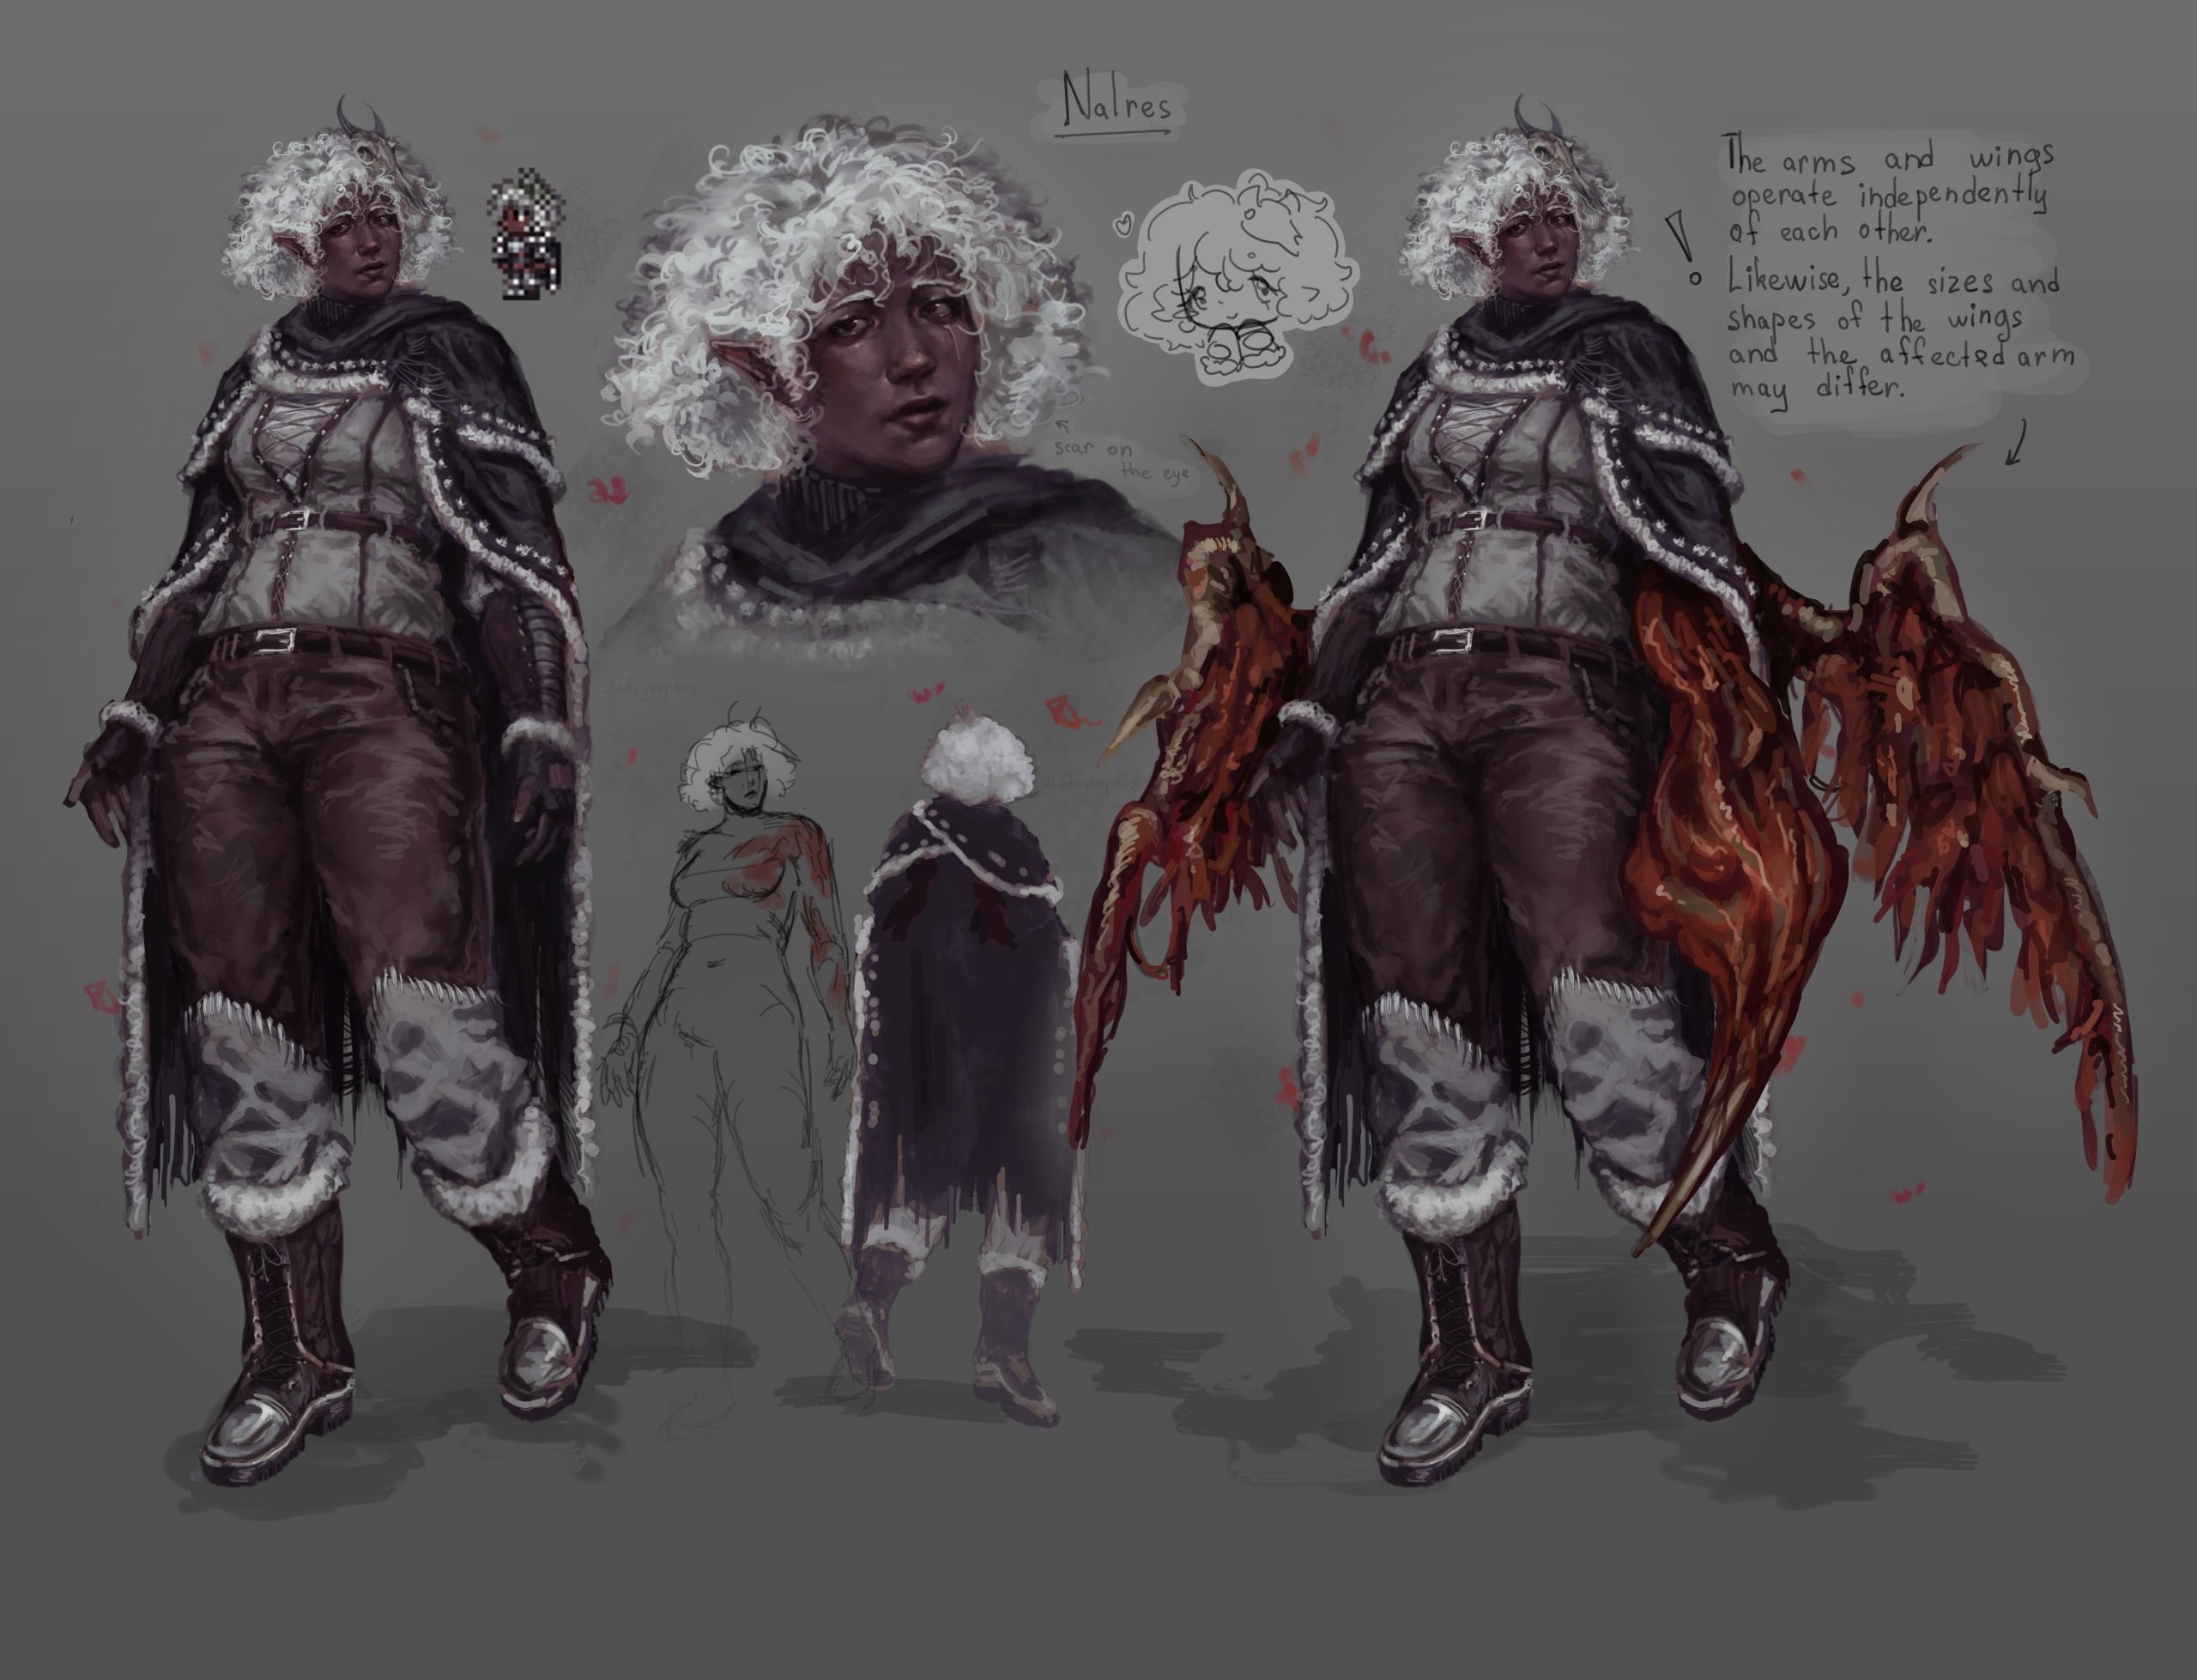 Nalres
The arms and wings
operate independently
of each other.
Likewise, the sizes and
shapes of the wings
and the affected arm
may differ.
scar on
the eye